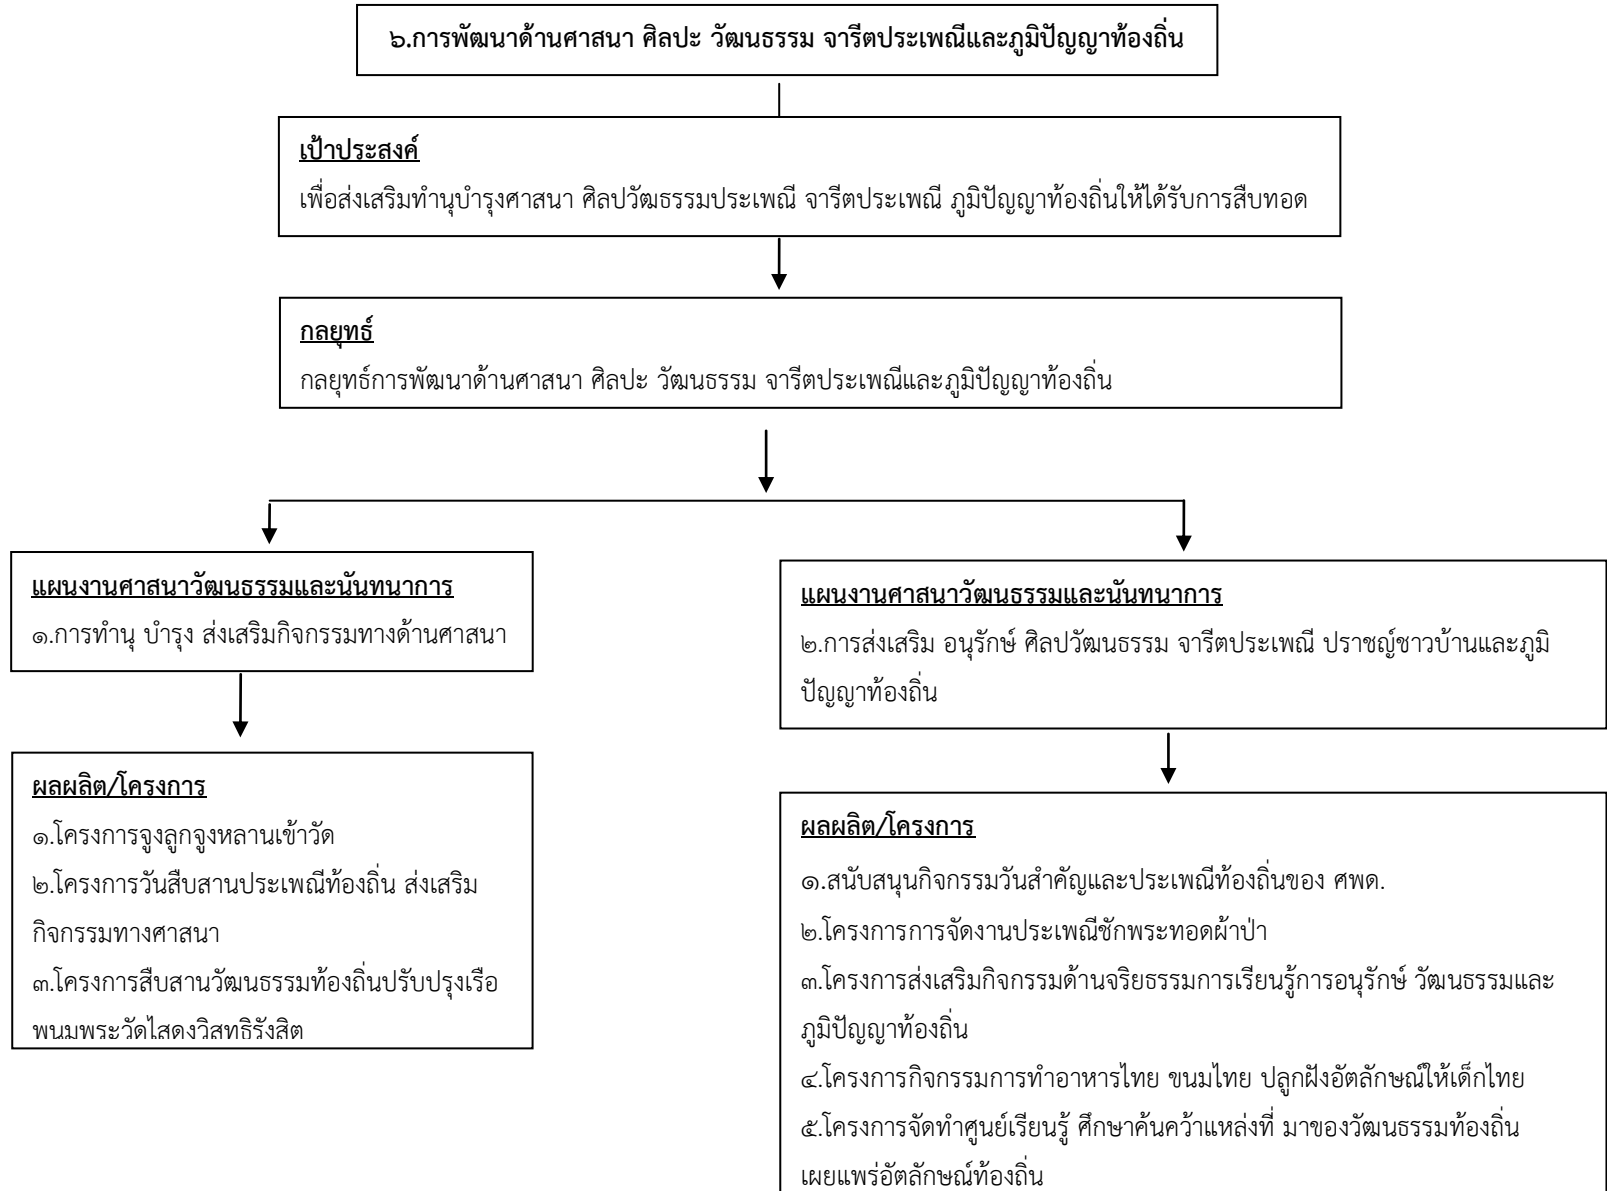 ๖.การพัฒนาด้านศาสนา ศิลปะ วัฒนธรรม จารีตประเพณีและภูมิปัญญาท้องถิ่น
เป้าประสงค์
เพื่อส่งเสริมทำนุบำรุงศาสนา ศิลปวัฒธรรมประเพณี จารีตประเพณี ภูมิปัญญาท้องถิ่นให้ได้รับการสืบทอด
กลยุทธ์
กลยุทธ์การพัฒนาด้านศาสนา ศิลปะ วัฒนธรรม จารีตประเพณีและภูมิปัญญาท้องถิ่น
แผนงานศาสนาวัฒนธรรมและนันทนาการ
๑.การทำนุ บำรุง ส่งเสริมกิจกรรมทางด้านศาสนา
ผลผลิต/โครงการ
๑.โครงการจูงลูกจูงหลานเข้าวัด
๒.โครงการวันสืบสานประเพณีท้องถิ่น ส่งเสริม
กิจกรรมทางศาสนา
๓.โครงการสืบสานวัฒนธรรมท้องถิ่นปรับปรุงเรือ
พนมพระวัดไสดงวิสุทธิรังสิต
แผนงานศาสนาวัฒนธรรมและนันทนาการ
๒.การส่งเสริม อนุรักษ์ ศิลปวัฒนธรรม จารีตประเพณี ปราชญ์ชาวบ้านและภูมิ
ปัญญาท้องถิ่น
ผลผลิต/โครงการ
๑.สนับสนุนกิจกรรมวันสำคัญและประเพณีท้องถิ่นของ ศพด.
๒.โครงการการจัดงานประเพณีชักพระทอดผ้าป่า
๓.โครงการส่งเสริมกิจกรรมด้านจริยธรรมการเรียนรู้การอนุรักษ์ วัฒนธรรมและ
ภูมิปัญญาท้องถิ่น
๔.โครงการกิจกรรมการทำอาหารไทย ขนมไทย ปลูกฝังอัตลักษณ์ให้เด็กไทย
๕.โครงการจัดทำศูนย์เรียนรู้ ศึกษาค้นคว้าแหล่งที่ มาของวัฒนธรรมท้องถิ่น
เผยแพร่อัตลักษณ์ท้องถิ่น